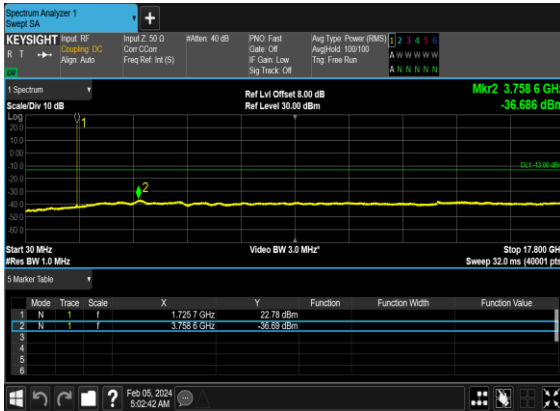 Spectrum Analyzer 1
Swept SA
+
KEYSIGHT Input: RF Input Z: 50 Ω #Atten: 40 dB PNO: Fast Avg Type: Power (RMS) 1 2 3 4 5 6
R T Coupling: DC Corr CCorr Gate: Off Avg|Hold: 100/100 A W W W W W
Align: Auto Freq Ref: Int (S) IF Gain: Low Trig: Free Run
Sig Track: Off A N N N N N
1 Spectrum Ref Lvl Offset 8.00 dB Mkr2 3.758 6 GHz
Scale/Div 10 dB Ref Level 30.00 dBm -36.686 dBm
Log
20.0
10.0
0.00
-10.0
-20.0
-30.0
-40.0
-50.0
-60.0
1
DL1 -13.00 dBm
2
Start 30 MHz Video BW 3.0 MHz* Stop 17.800 GHz
#Res BW 1.0 MHz Sweep 32.0 ms (40001 pts)
5 Marker Table
Mode Trace Scale X Y Function Function Width Function Value
1 N 1 f 1.725 7 GHz 22.78 dBm
2 N 1 f 3.758 6 GHz -36.69 dBm
3
4
5
6
? Feb 05, 2024
5:02:42 AM